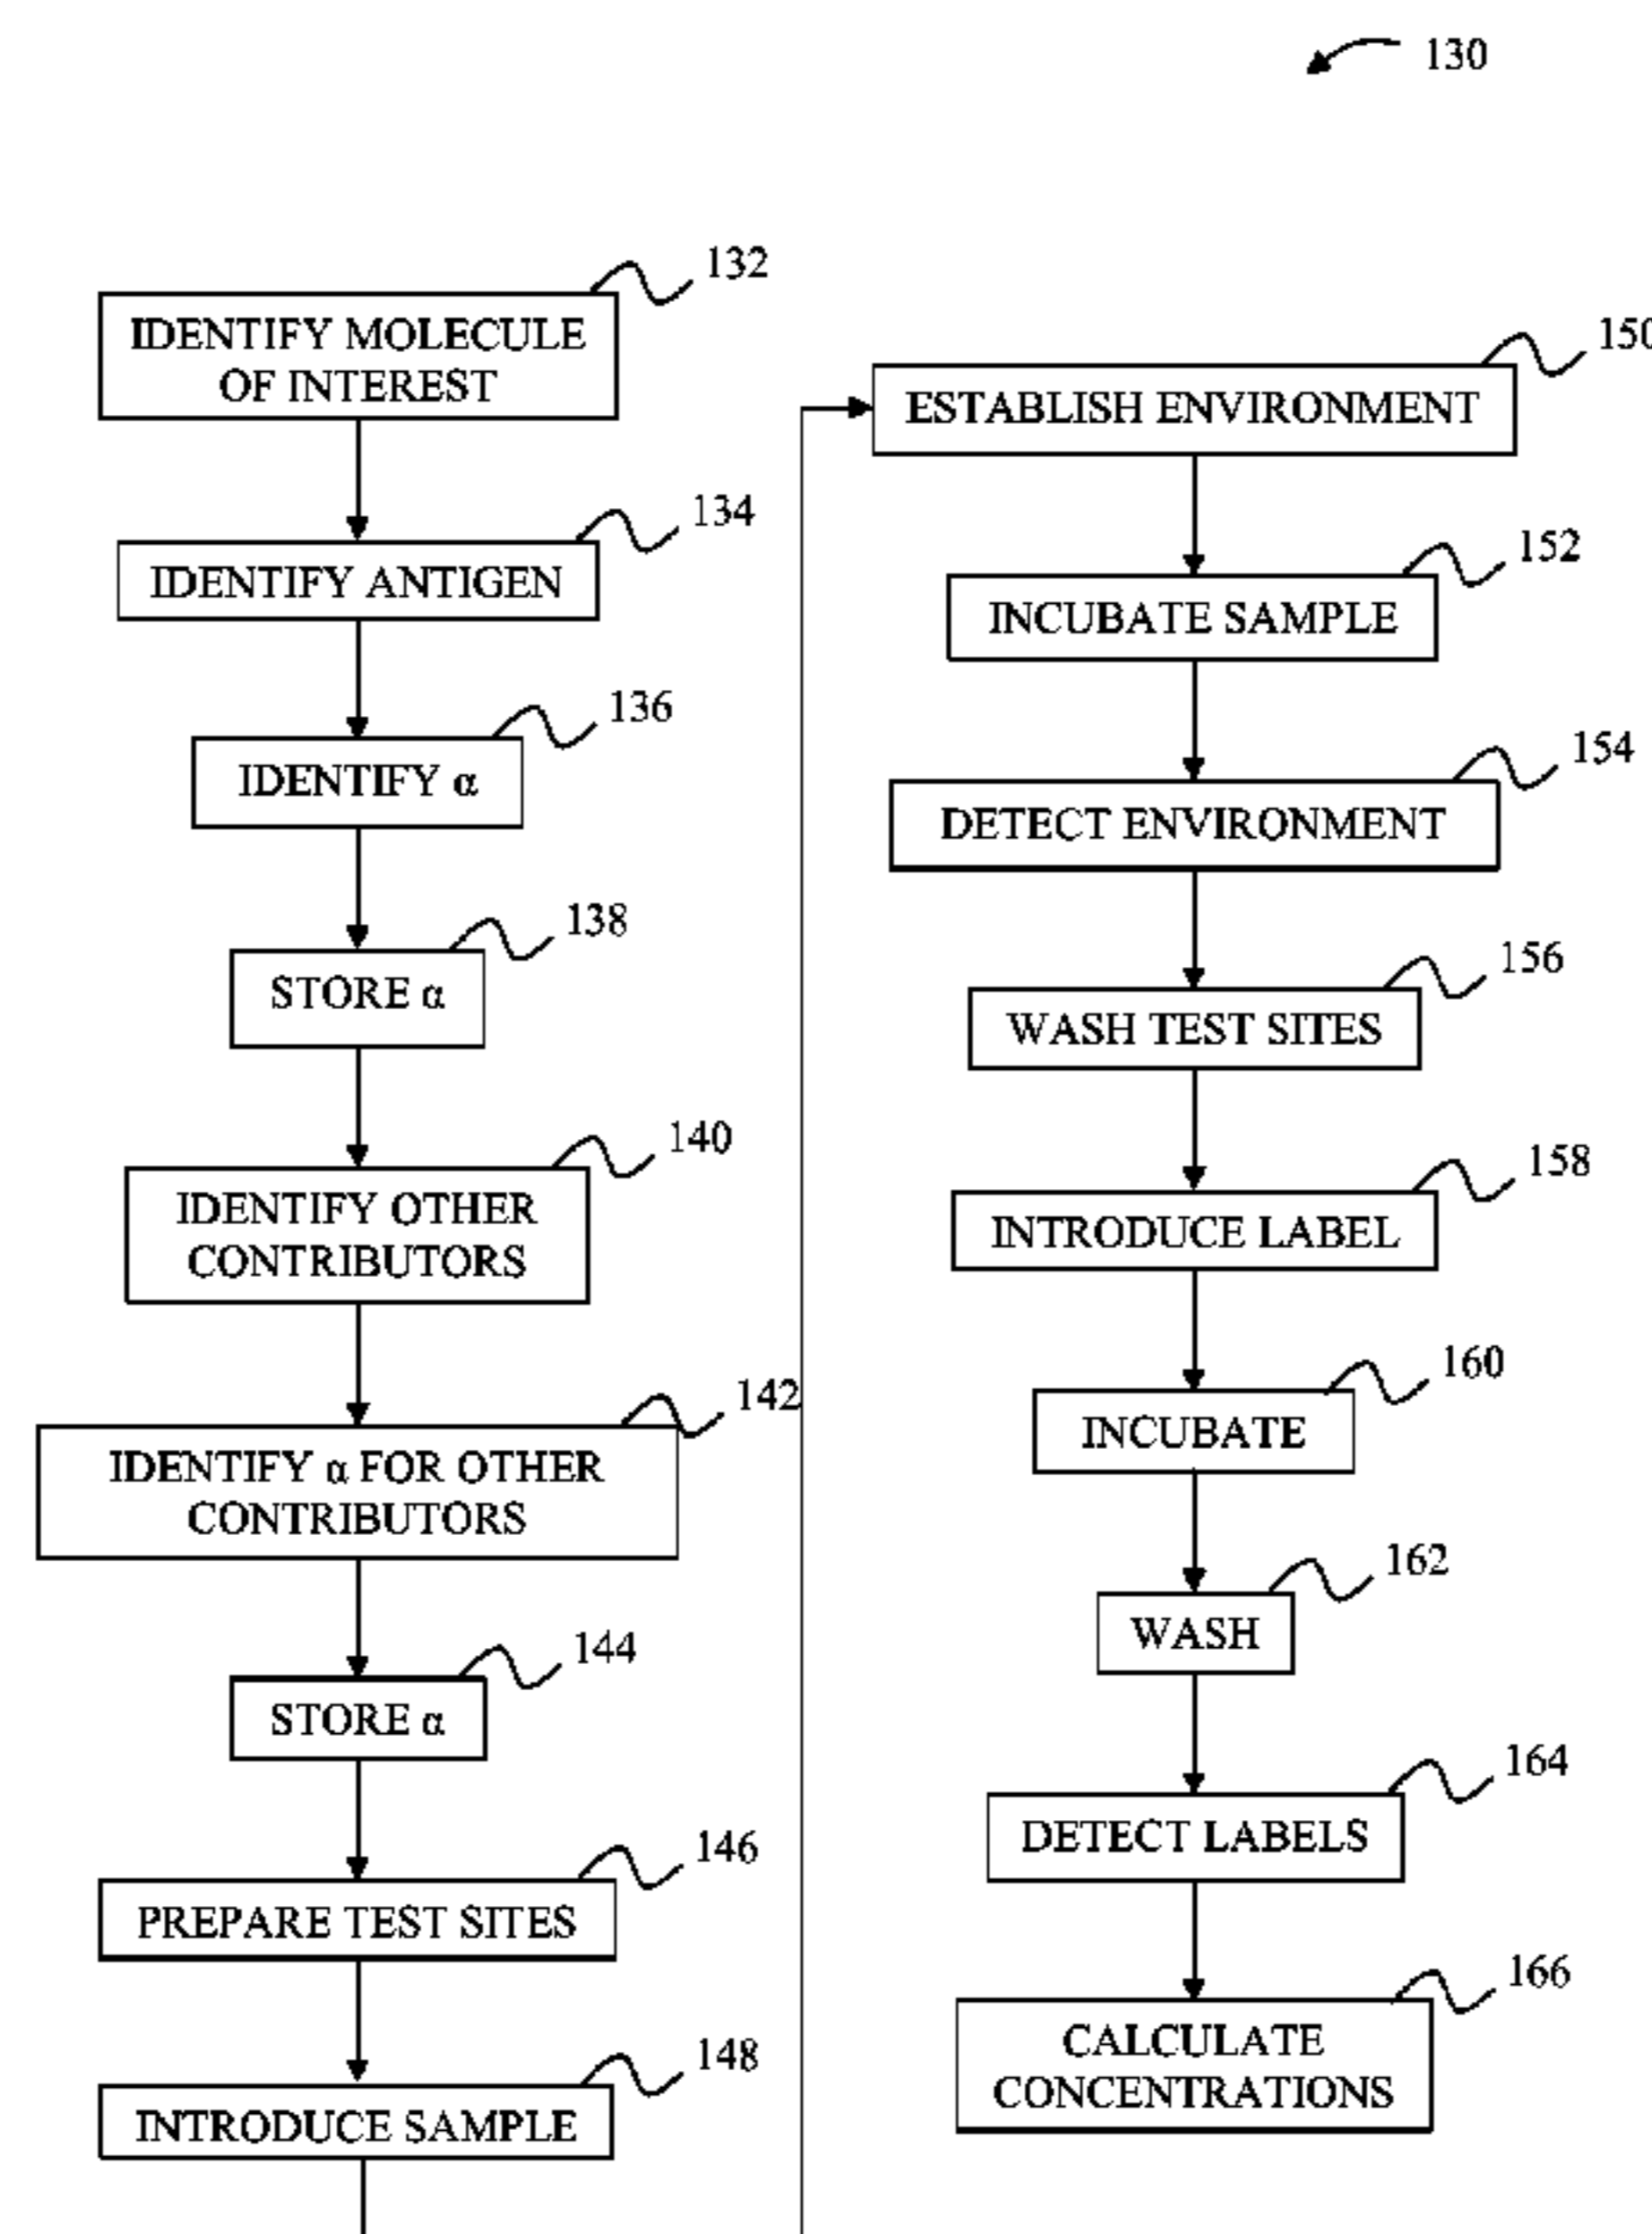 130
132
IDENTIFY MOLECULE
OF INTEREST
134
IDENTIFY ANTIGEN
136
IDENTIFY α
138
STORE α
140
IDENTIFY OTHER
CONTRIBUTORS
142
IDENTIFY α FOR OTHER
CONTRIBUTORS
144
STORE α
146
PREPARE TEST SITES
148
INTRODUCE SAMPLE
150
ESTABLISH ENVIRONMENT
152
INCUBATE SAMPLE
154
DETECT ENVIRONMENT
156
WASH TEST SITES
158
INTRODUCE LABEL
160
INCUBATE
162
WASH
164
DETECT LABELS
166
CALCULATE
CONCENTRATIONS